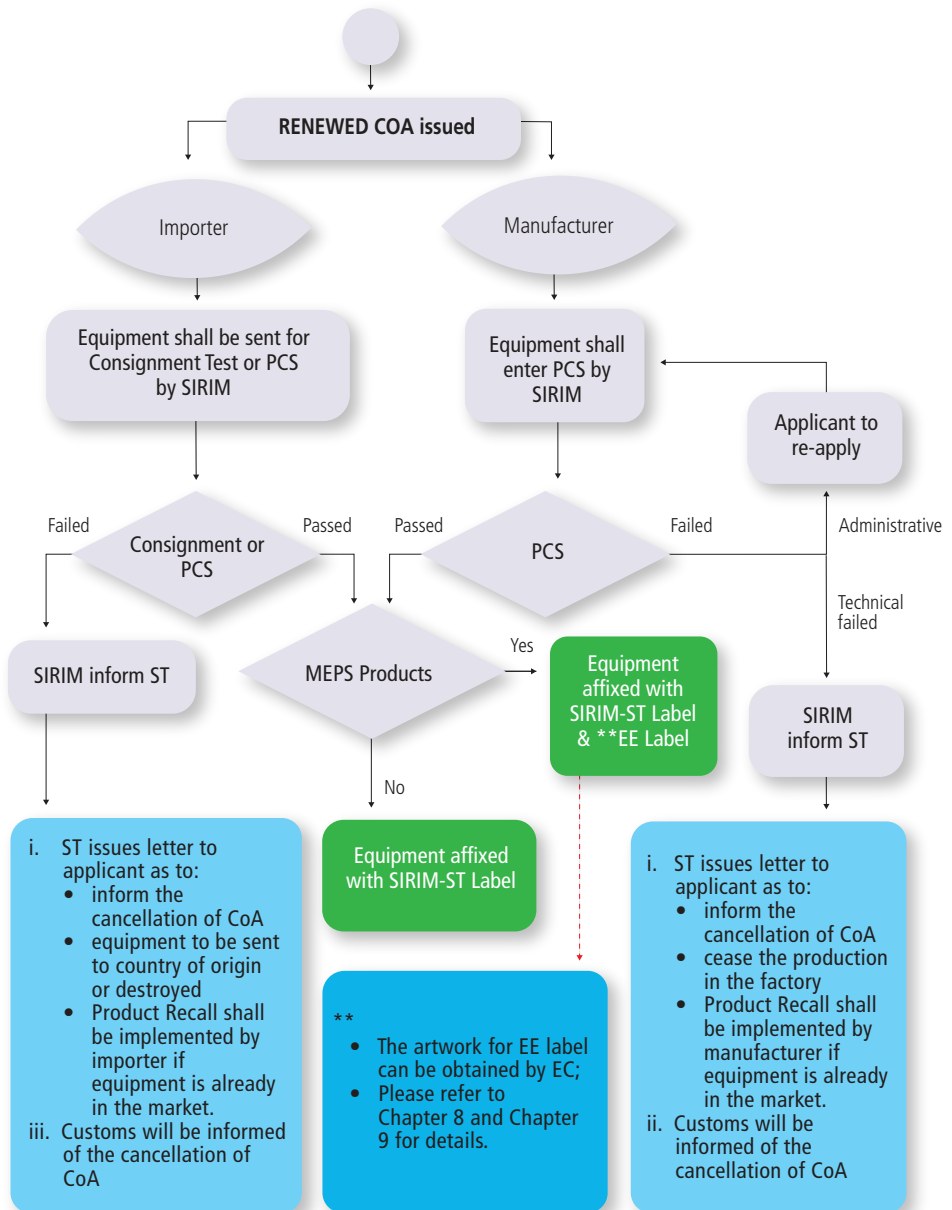 RENEWED COA issued
Importer
Manufacturer
Equipment shall be sent for
Consignment Test or PCS
by SIRIM
Equipment shall
enter PCS by
SIRIM
Applicant to
re-apply
Failed
Consignment or
PCS
Passed
Passed
PCS
Failed
Administrative
Technical
failed
SIRIM inform ST
MEPS Products
Yes
No
Equipment
affixed with
SIRIM-ST Label
& **EE Label
SIRIM
inform ST
Equipment affixed
with SIRIM-ST Label
i. ST issues letter to
applicant as to:
• inform the
cancellation of CoA
• equipment to be sent
to country of origin
or destroyed
• Product Recall shall
be implemented by
importer if
equipment is already
in the market.
iii. Customs will be informed
of the cancellation of
CoA
**
• The artwork for EE label
can be obtained by EC;
• Please refer to
Chapter 8 and Chapter
9 for details.
i. ST issues letter to
applicant as to:
• inform the
cancellation of CoA
• cease the production
in the factory
• Product Recall shall
be implemented by
manufacturer if
equipment is already
in the market.
ii. Customs will be
informed of the
cancellation of CoA